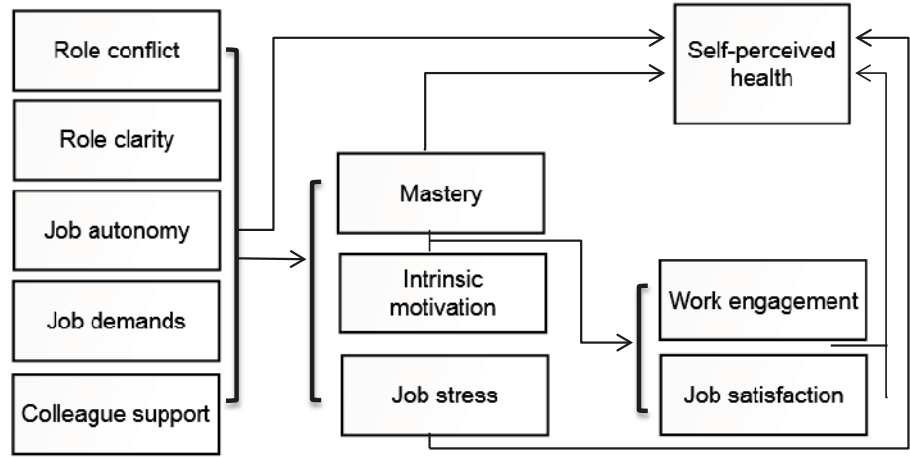 Role conflict
Role clarity
Job autonomy
Job demands
Colleague support
Mastery
Intrinsic
motivation
Job stress
Self-perceived
health
Work engagement
Job satisfaction